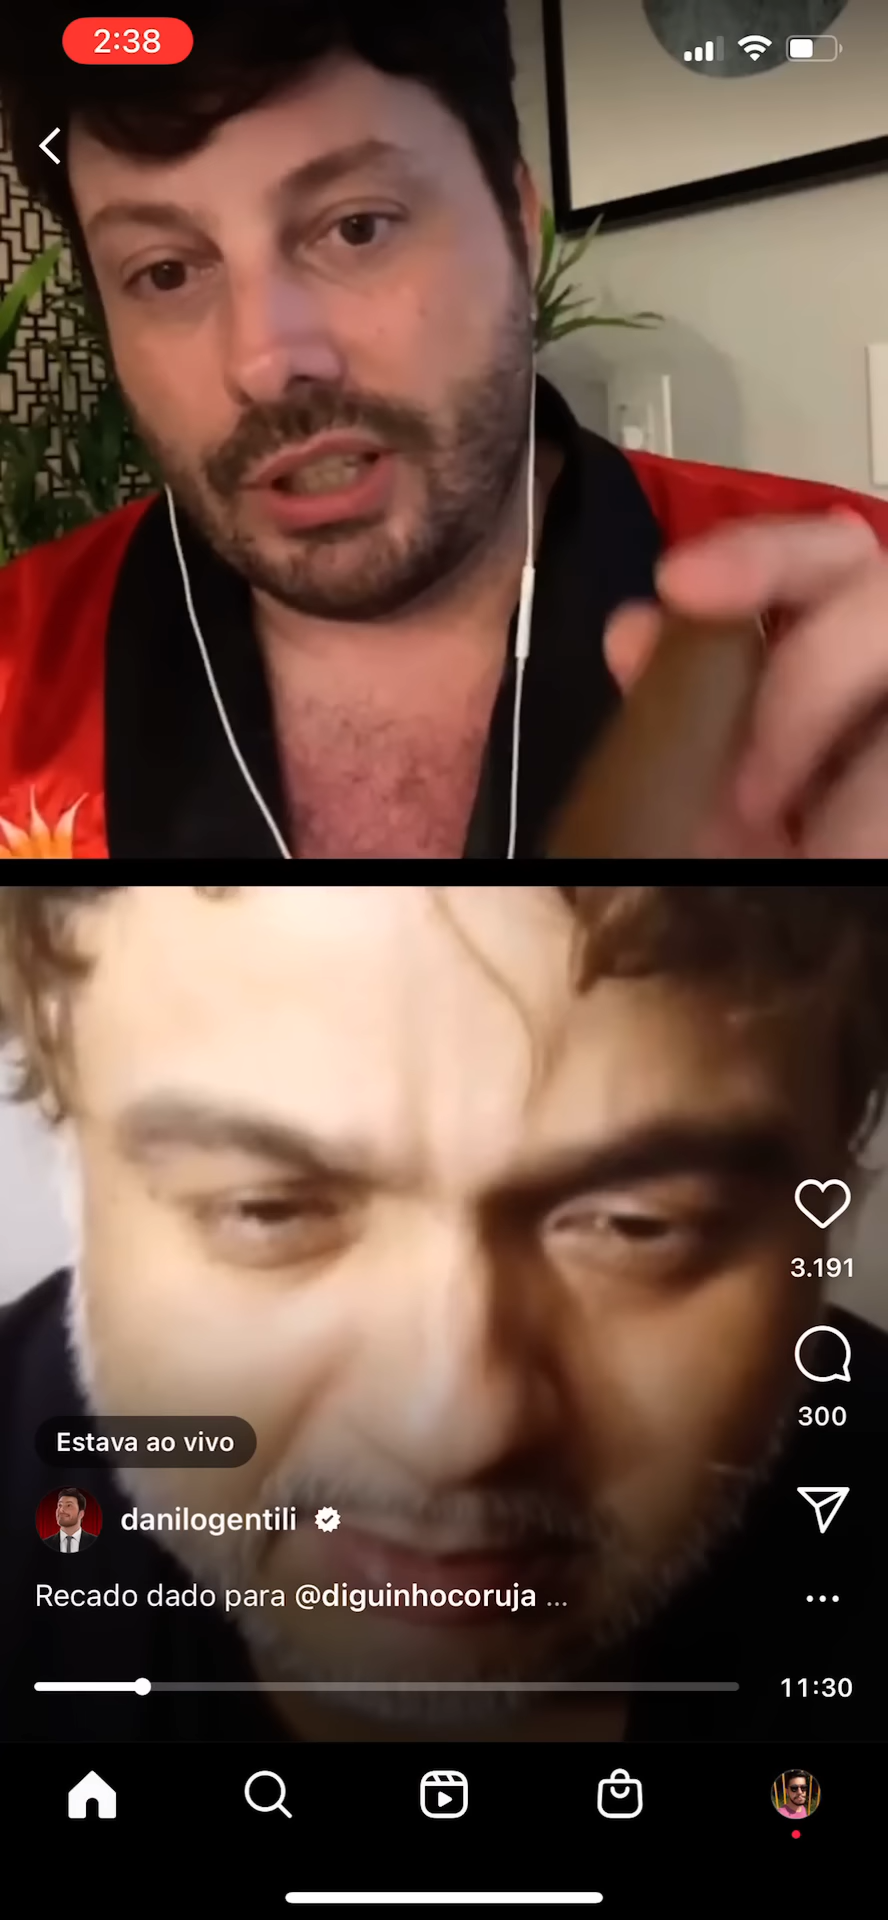 2:38
3.191
300
Estava ao vivo
danilogentili
Recado dado para @diguinhocoruja ...
11:30